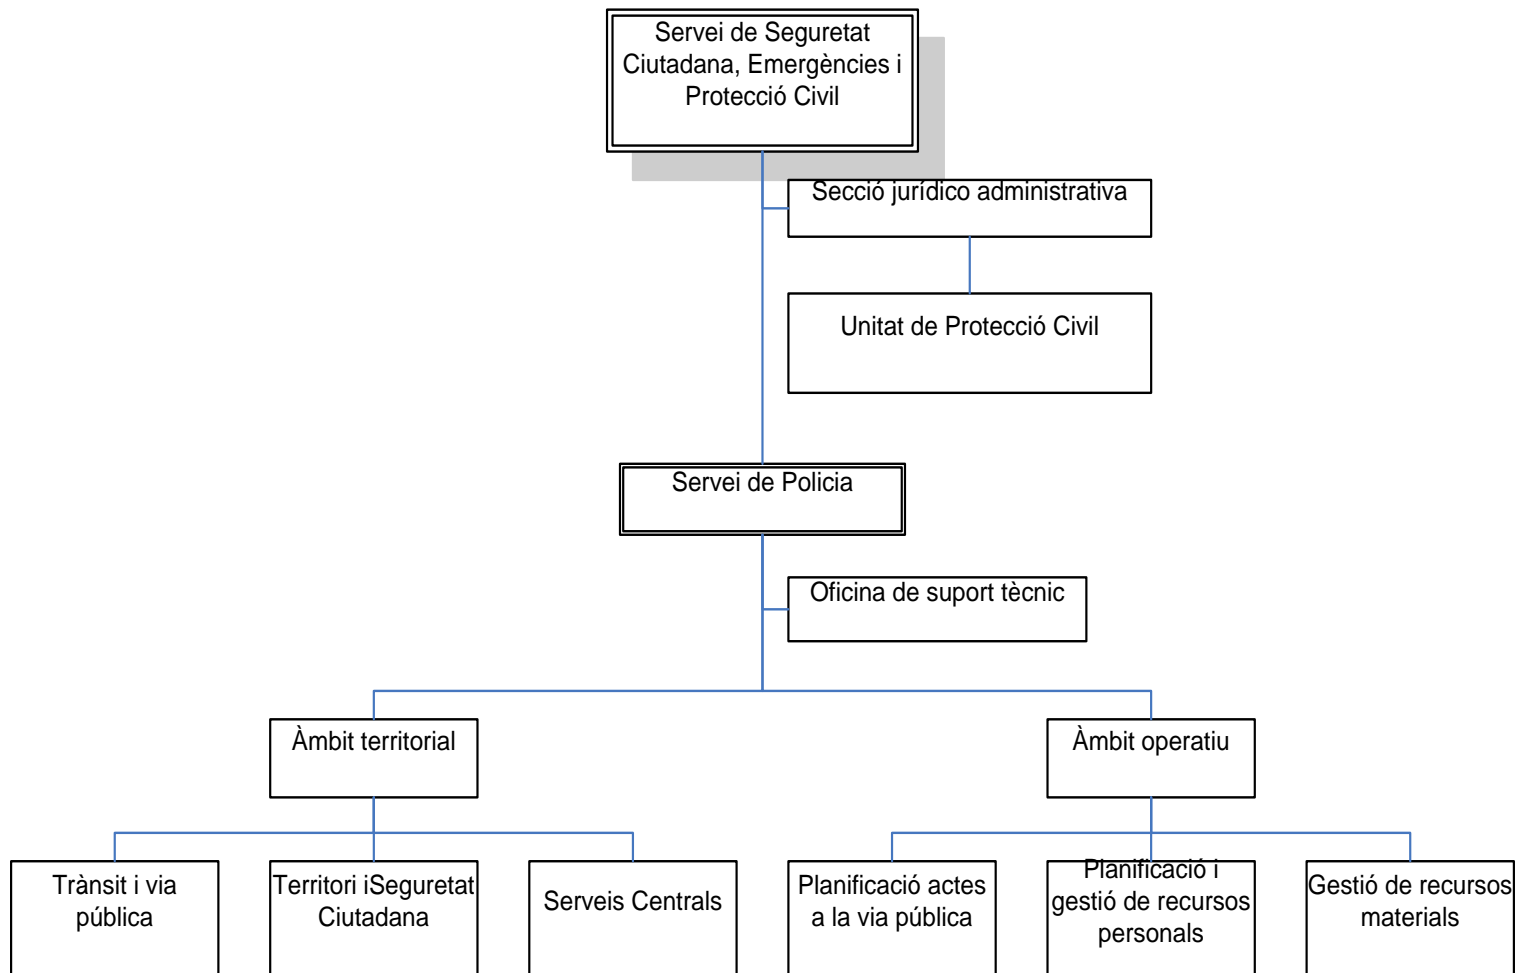 Servei de Seguretat
Ciutadana, Emergències i
Protecció Civil
Secció jurídico administrativa
Unitat de Protecció Civil
Servei de Policia
Oficina de suport tècnic
Àmbit territorial
Àmbit operatiu
Trànsit i via
pública
Territori iSeguretat
Ciutadana
Serveis Centrals
Planificació actes
a la via pública
Planificació i
gestió de recursos
personals
Gestió de recursos
materials